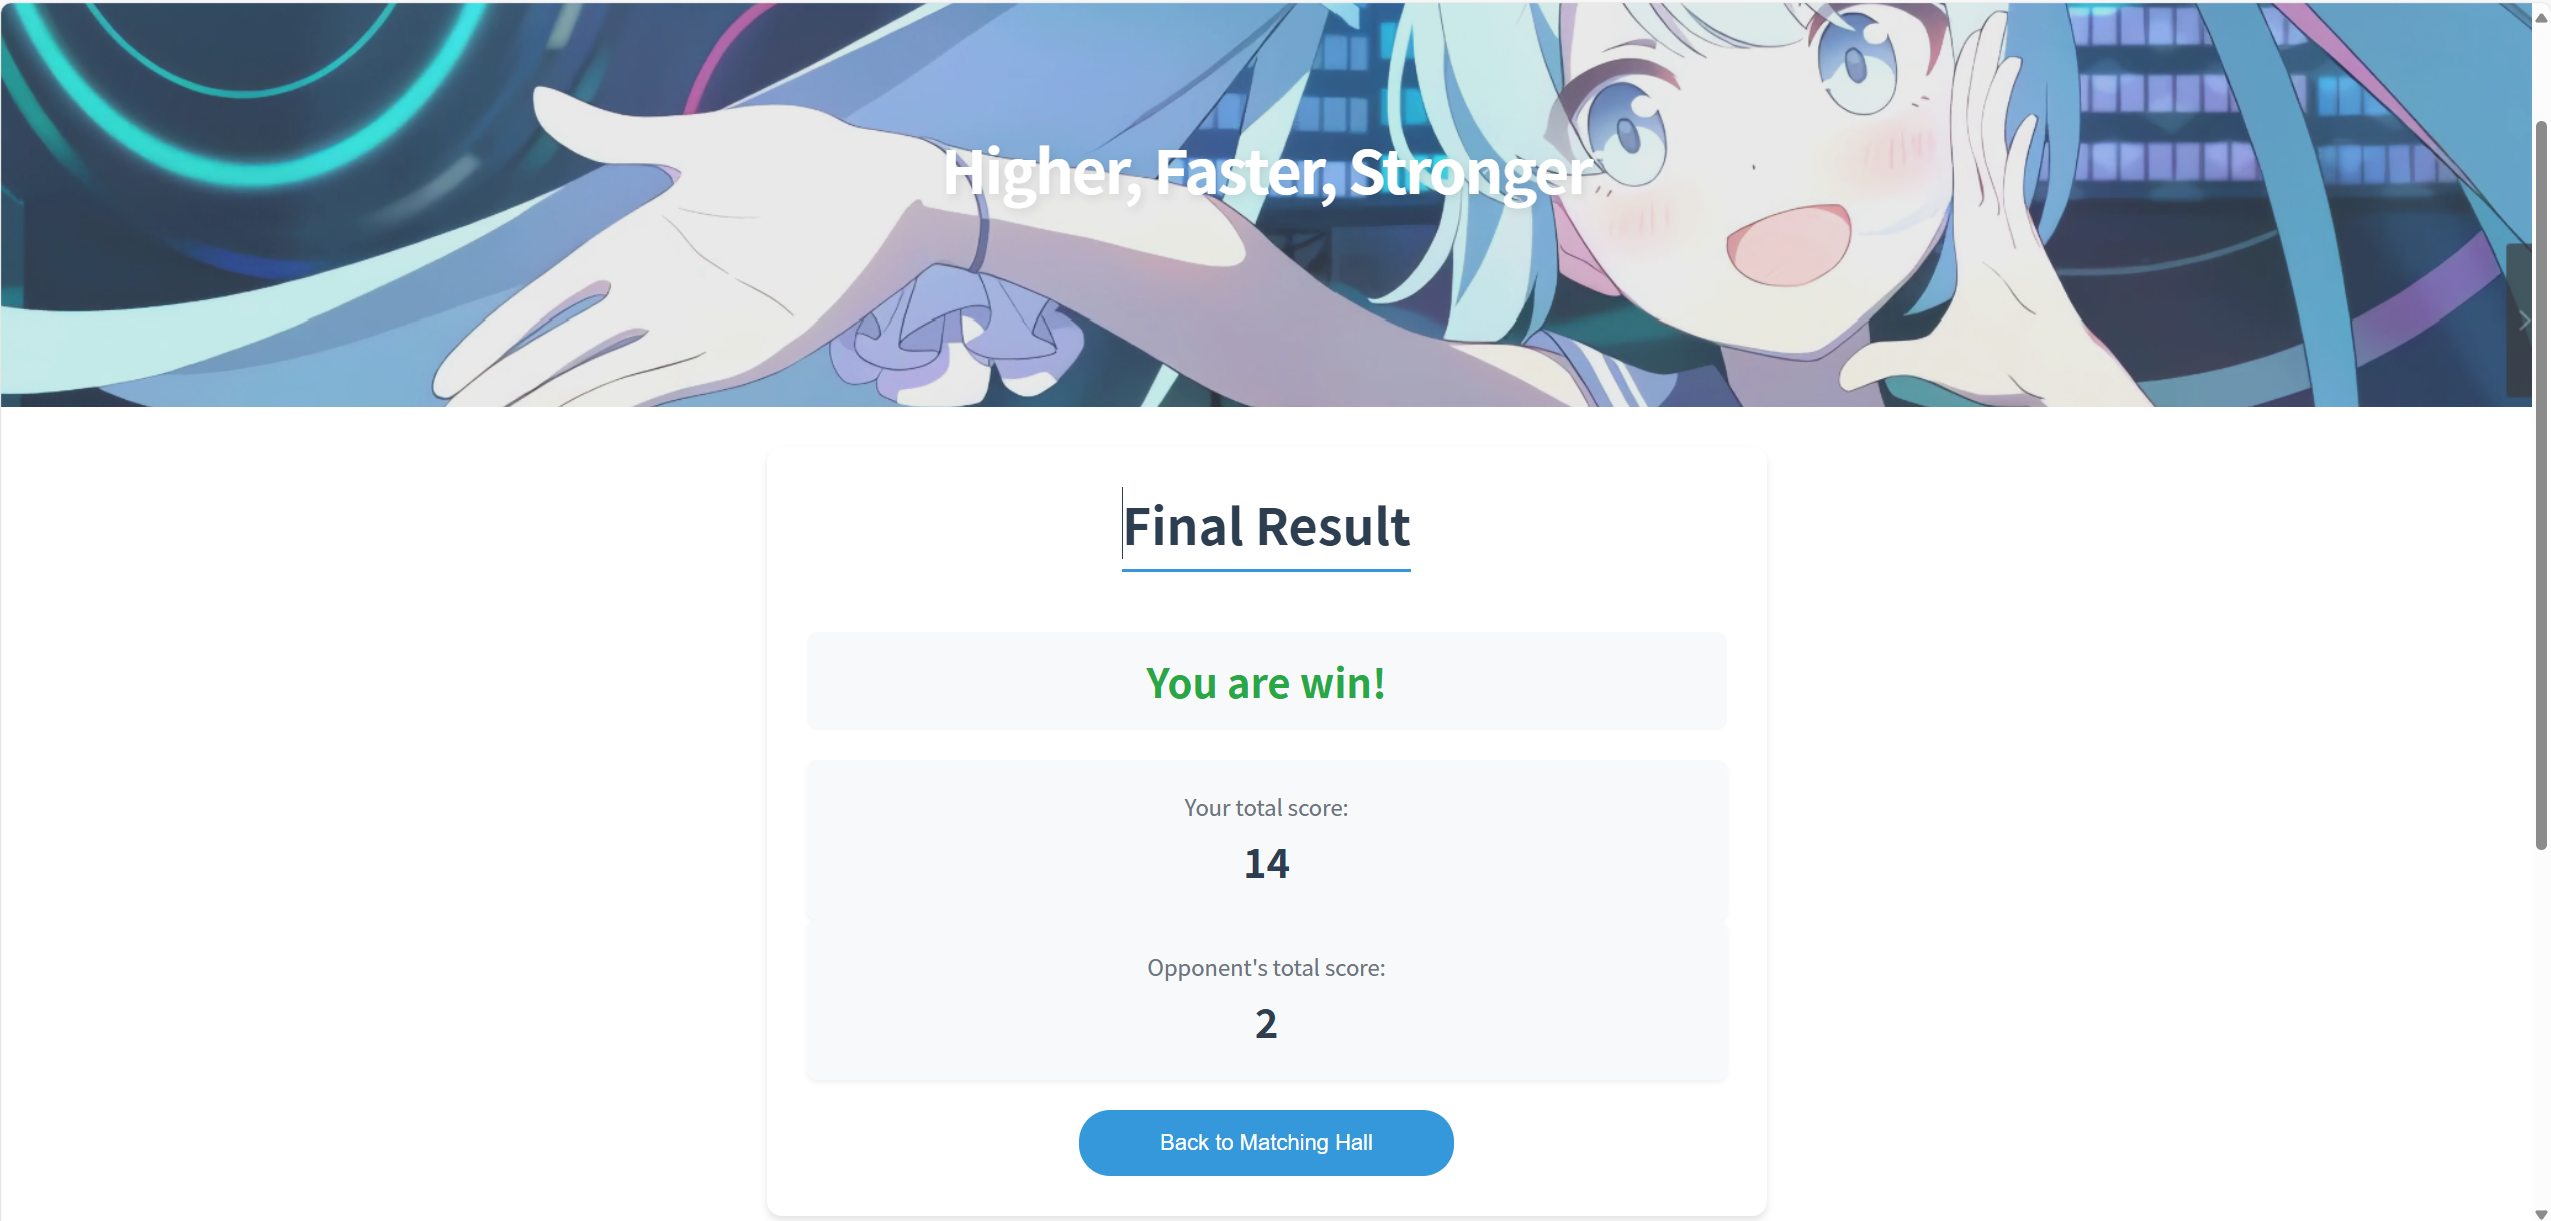 Higher, Faster, Stronger
Final Result
You are win!
Your total score:
14
Opponent's total score:
2
Back to Matching Hall